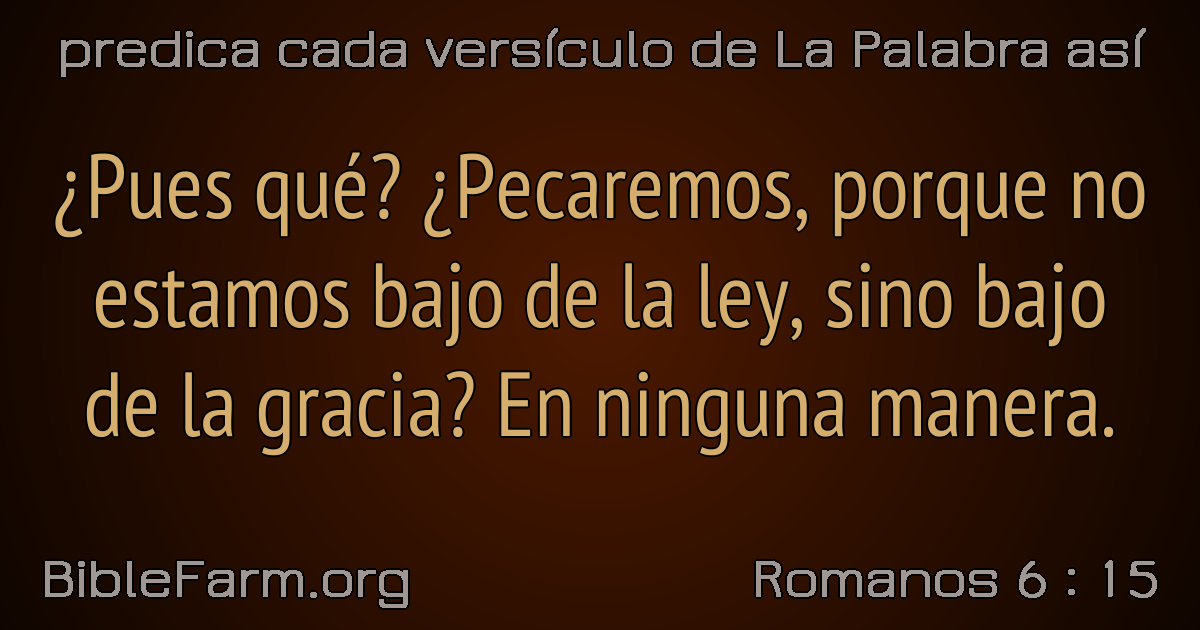 predica cada versículo de La Palabra así
¿Pues qué? ¿Pecaremos, porque no
estamos bajo de la ley, sino bajo
de la gracia? En ninguna manera.
BibleFarm.org
Romanos 6 : 15